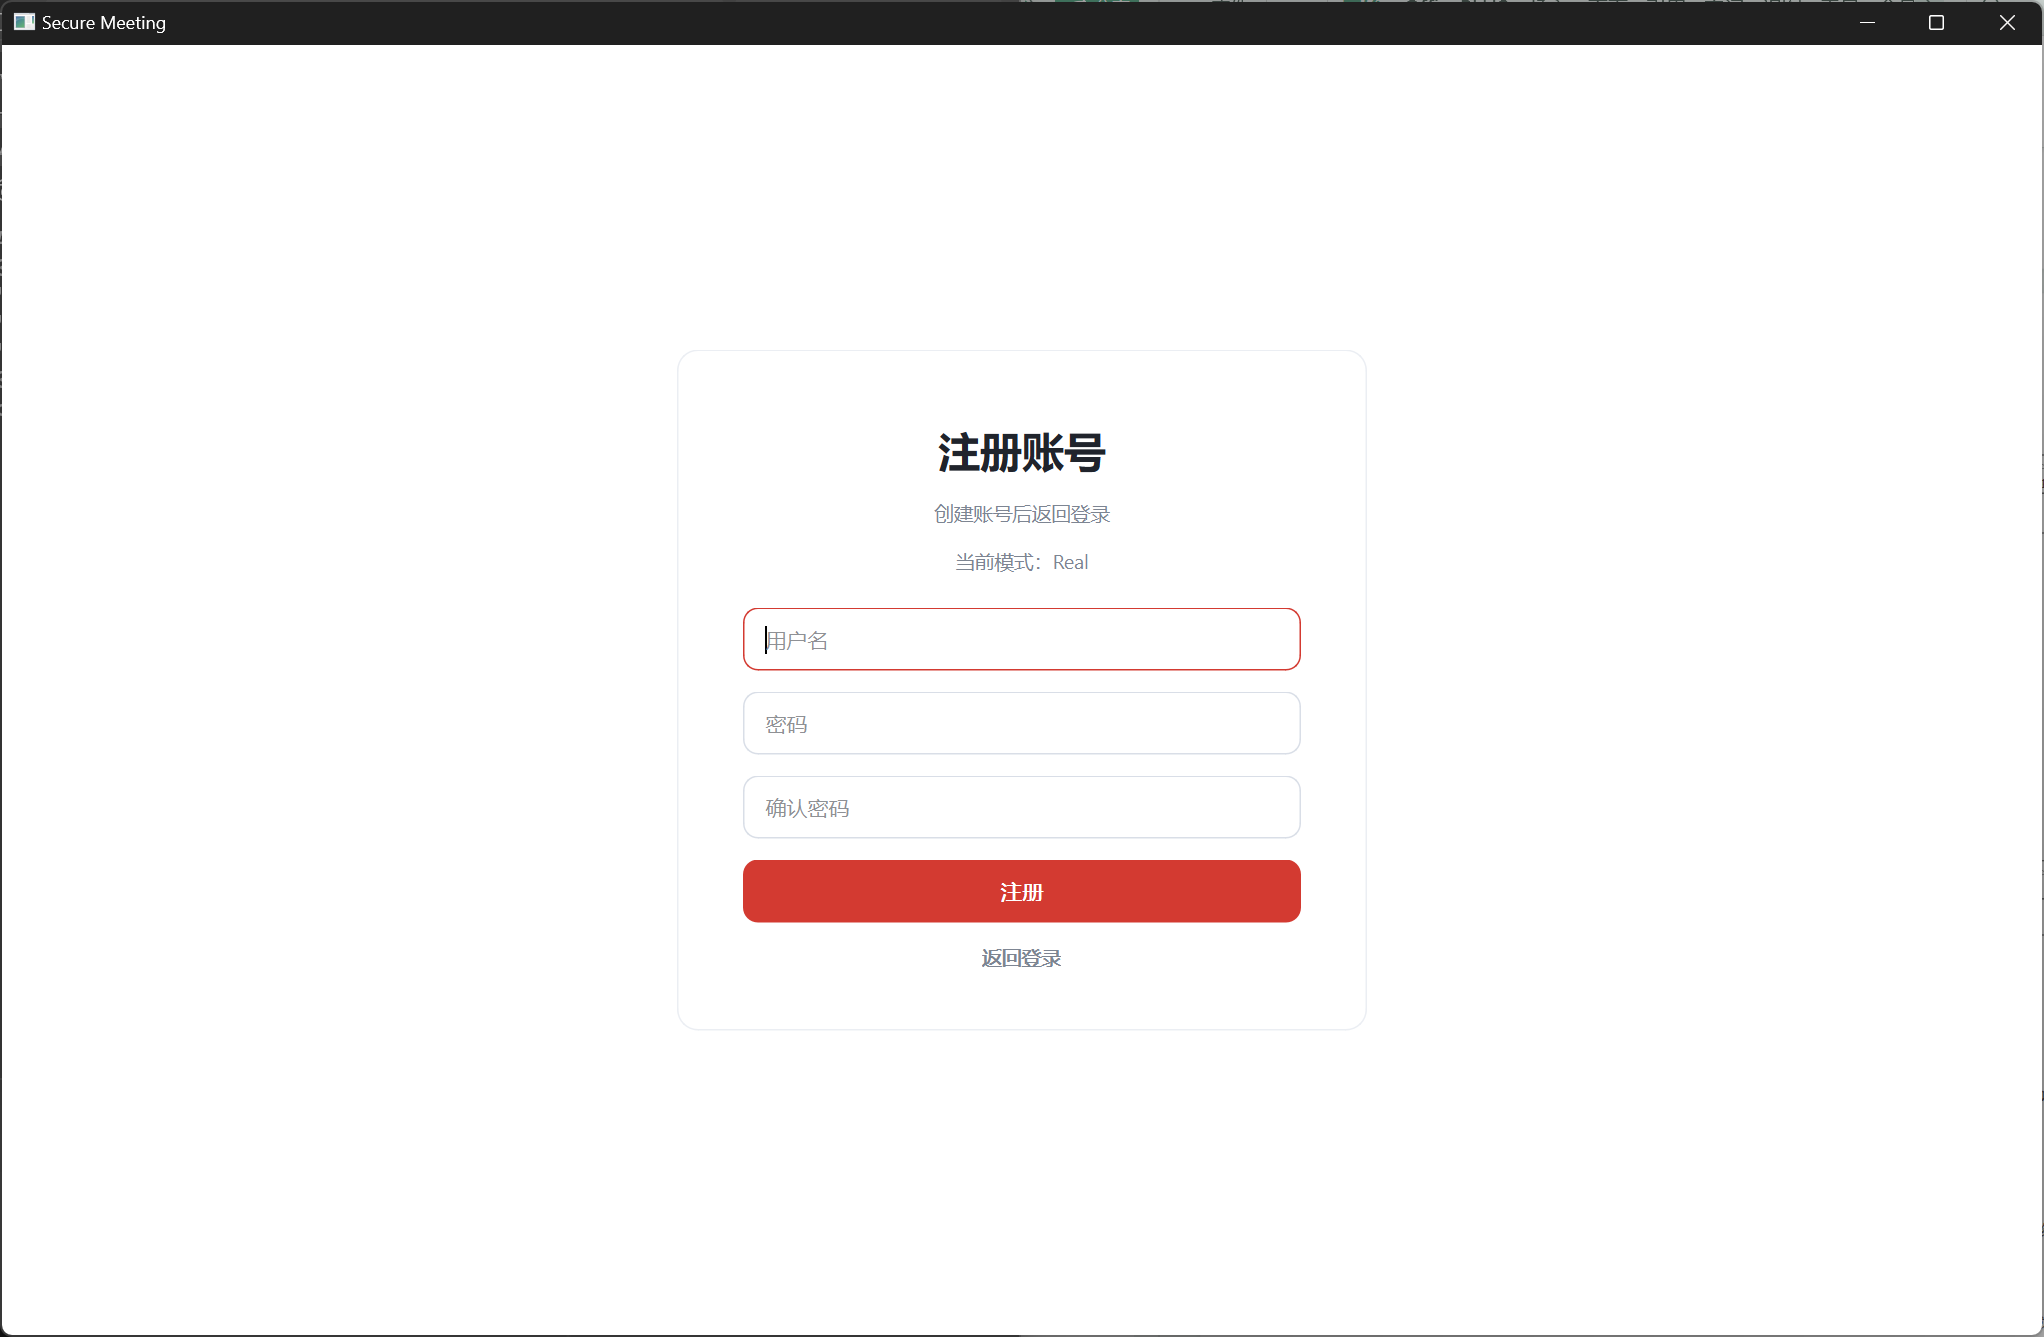 Secure Meeting
注册账号
创建账号后返回登录
当前模式：Real
用户名
密码
确认密码
注册
返回登录